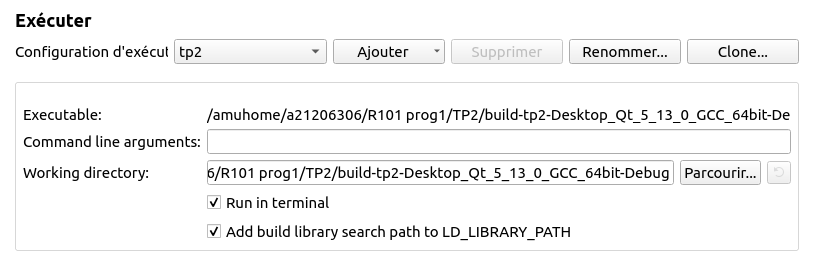 Exécuter
Configuration d'exécut tp2 Ajouter Supprimer Renommer... Clone...
Executable: /amuhome/a21206306/R101 prog1/TP2/build-tp2-Desktop_Qt_5_13_0_GCC_64bit-De
Command line arguments:
Working directory: 6/R101 prog1/TP2/build-tp2-Desktop_Qt_5_13_0_GCC_64bit-Debug Parcourir...
Run in terminal
Add build library search path to LD_LIBRARY_PATH